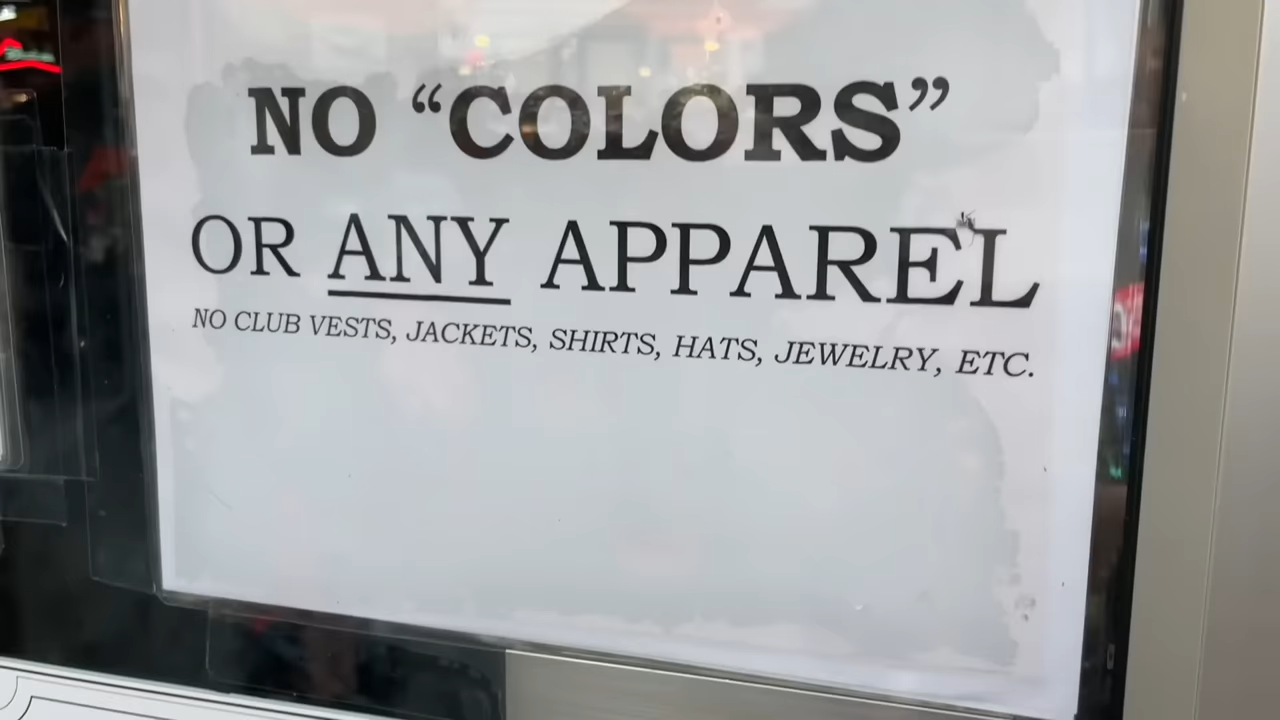 NO “COLORS”
OR ANY APPAREL
NO CLUB VESTS, JACKETS, SHIRTS, HATS, JEWELRY, ETC.